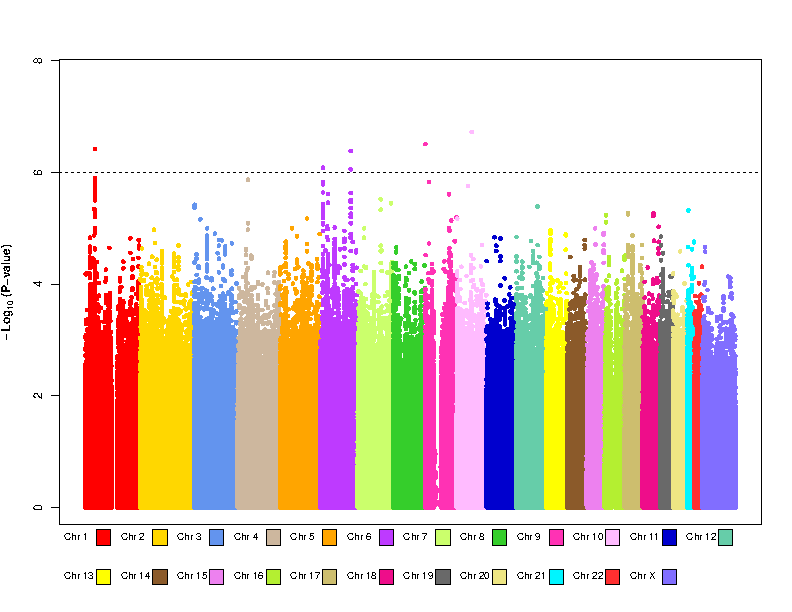 8
6
4
2
0
−Log10 (P−value)
Chr 1 Chr 2 Chr 3 Chr 4 Chr 5 Chr 6 Chr 7 Chr 8 Chr 9 Chr 10 Chr 11 Chr 12
Chr 13 Chr 14 Chr 15 Chr 16 Chr 17 Chr 18 Chr 19 Chr 20 Chr 21 Chr 22 Chr X